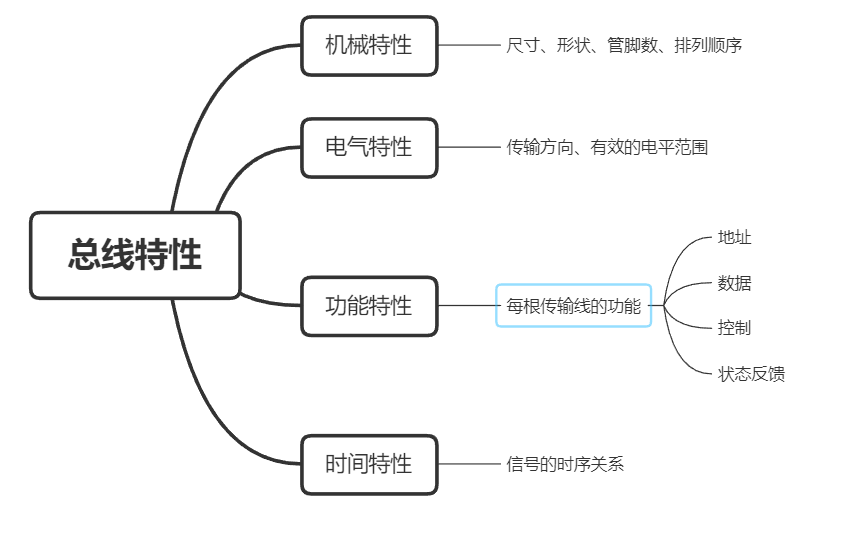 总线特性
机械特性
尺寸、形状、管脚数、排列顺序
电气特性
传输方向、有效的电平范围
功能特性
每根传输线的功能
地址
数据
控制
状态反馈
时间特性
信号的时序关系